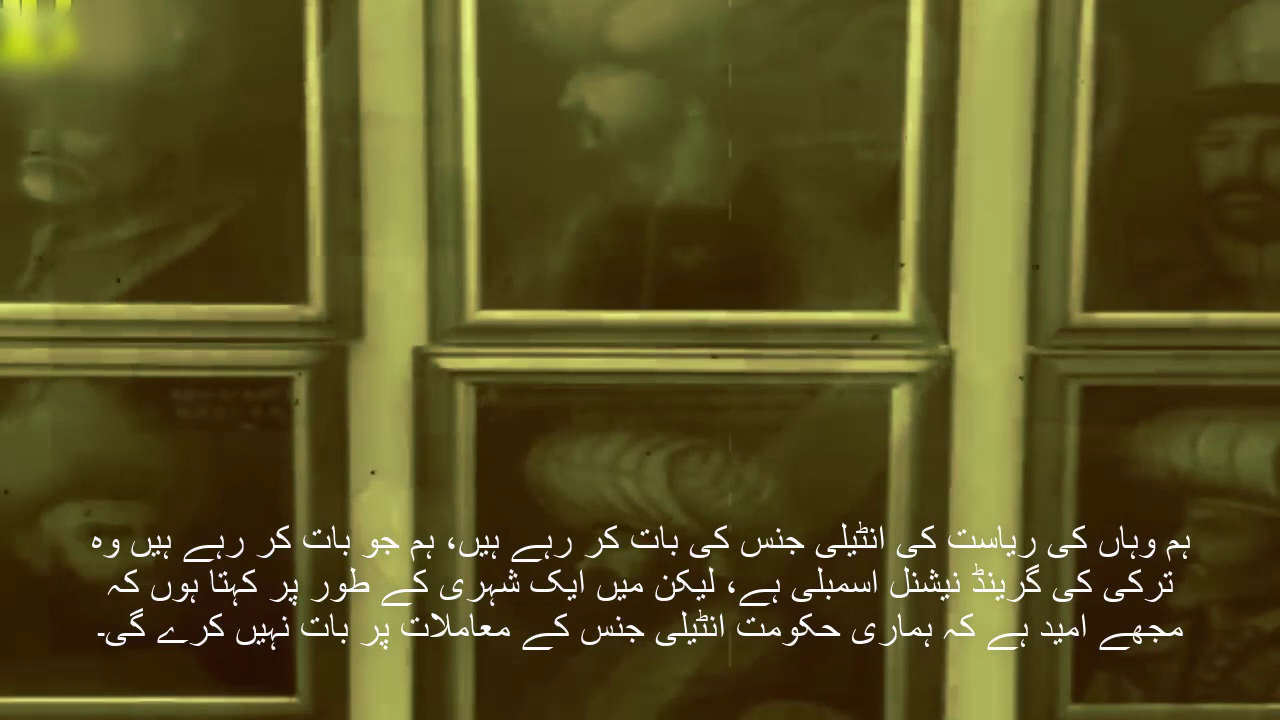 ہم وہاں کی ریاست کی انٹیلی جنس کی بات کر رہے ہیں، ہم جو بات کر رہے ہیں وہ
ترکی کی گرینڈ نیشنل اسمبلی ہے، لیکن میں ایک شہری کے طور پر کہتا ہوں کہ
مجھے امید ہے کہ ہماری حکومت انٹیلی جنس کے معاملات پر بات نہیں کرے گی۔